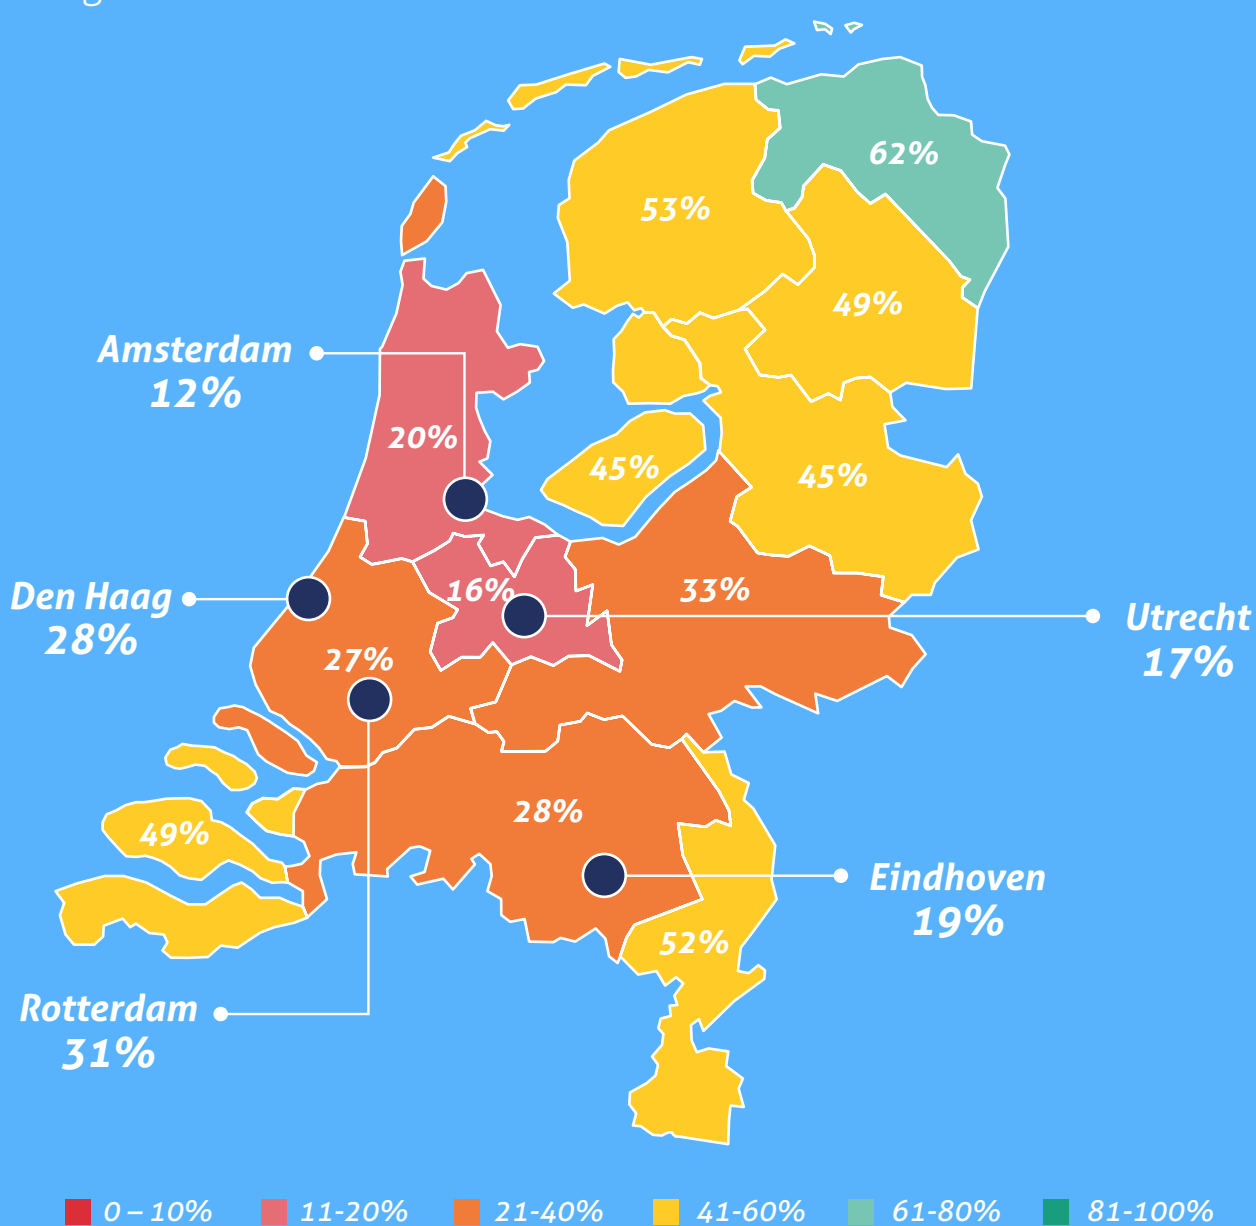 62%
53%
49%
Amsterdam
12%
20%
45%
45%
16%
33%
Den Haag
28%
Utrecht
17%
27%
28%
49%
Eindhoven
19%
52%
Rotterdam
31%
0 – 10% 11-20% 21-40% 41-60% 61-80% 81-100%